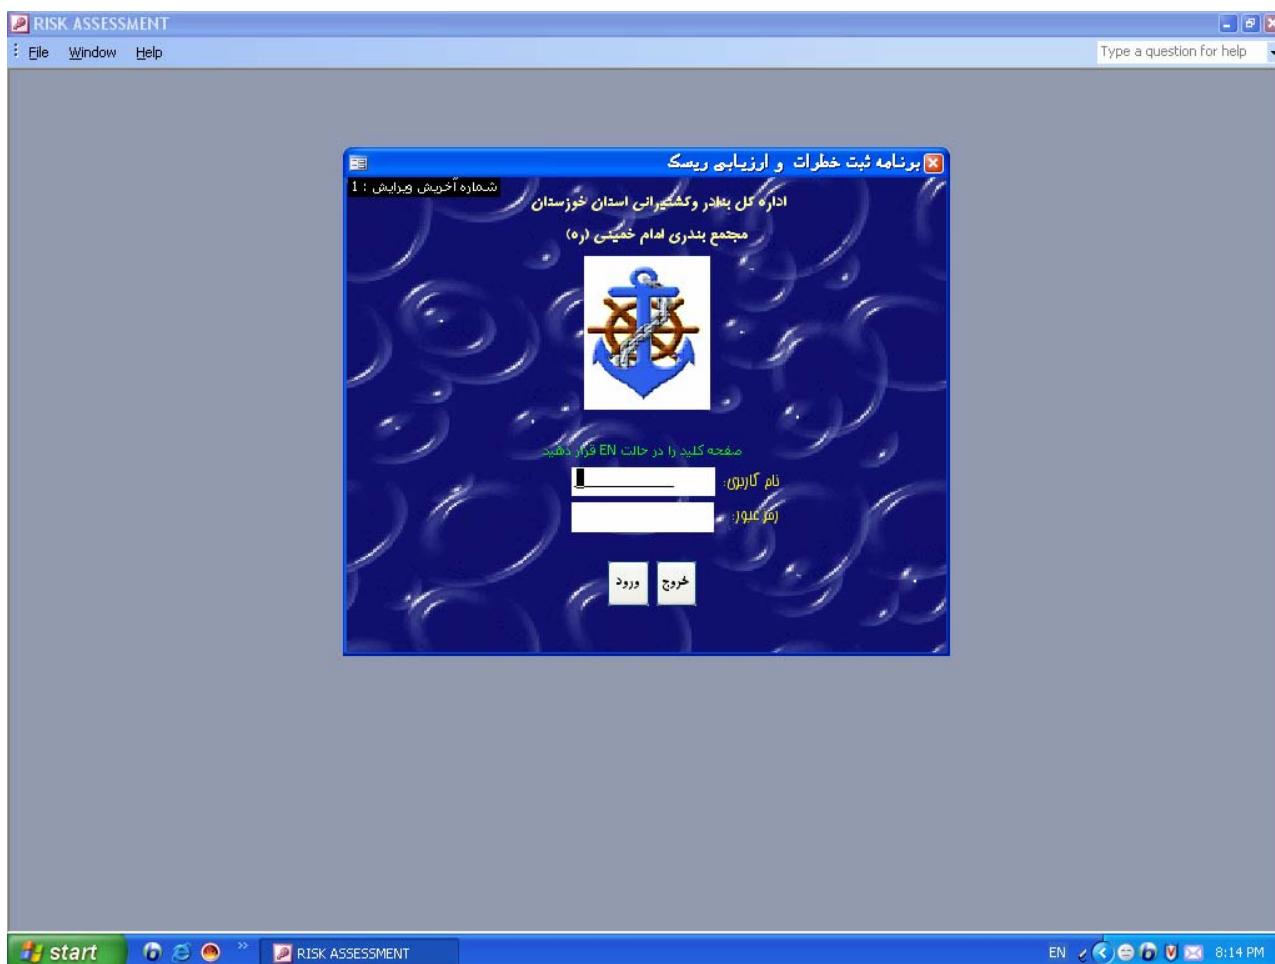 RISK ASSESSMENT
File Window Help
Type a question for help
برنامه ثبت خطرات و ارزیابی ریسک
شماره آخریش ویرایش : 1
اداره کل بنادر وکشتیرانی استان خوزستان
مجتمع بندری امام خمینی (ره)
صفحه کلید را در حالت EN قرار دهید
نام کاربری:
رمز عبور:
خروج
ورود
start
RISK ASSESSMENT
EN
8:14 PM